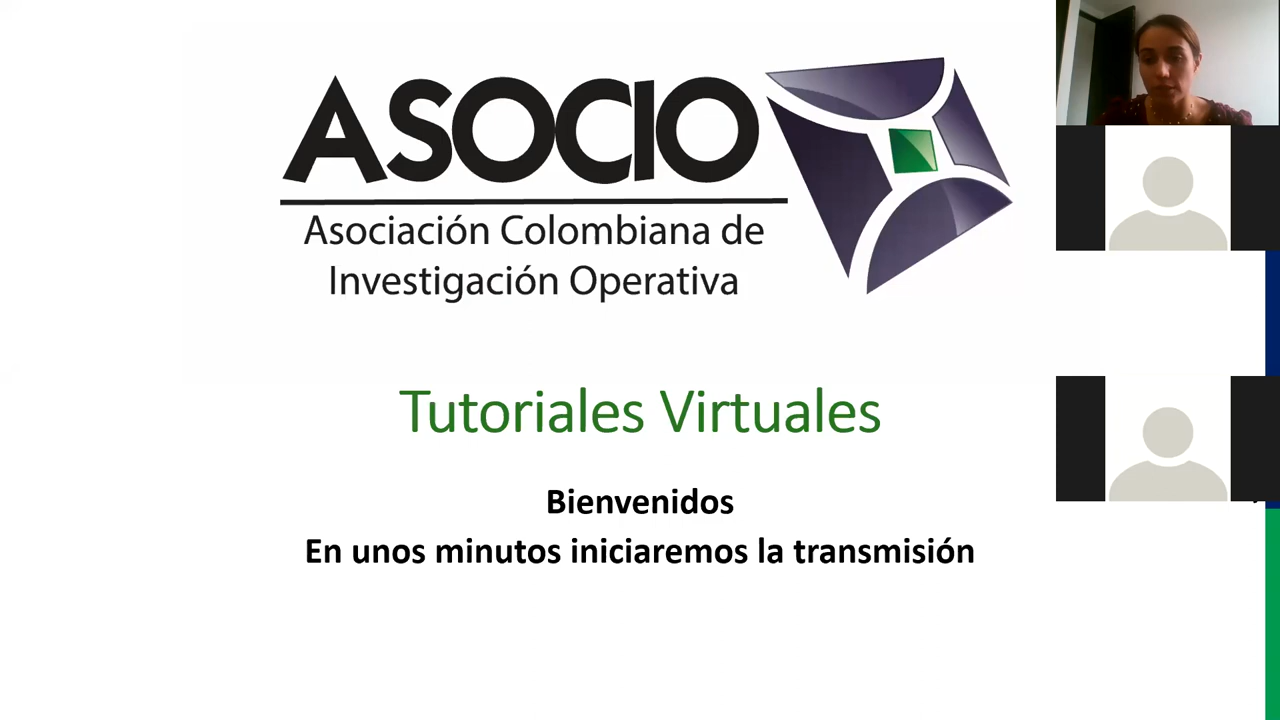 ASOCIO
Asociación Colombiana de
Investigación Operativa
Tutoriales Virtuales
Bienvenidos
En unos minutos iniciaremos la transmisión